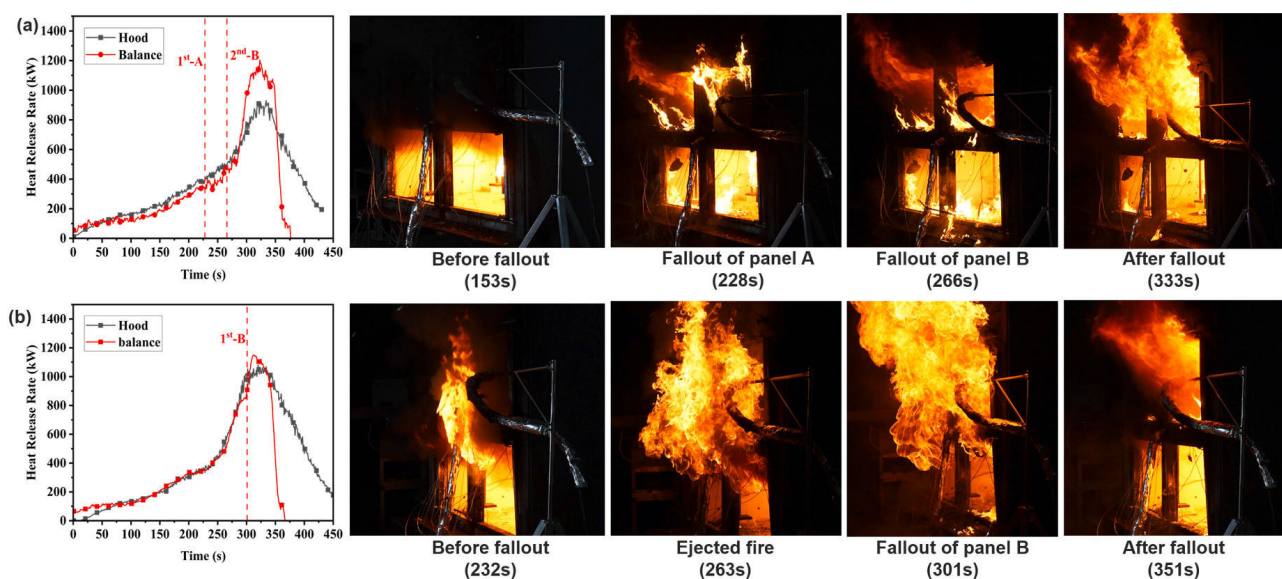 (a)
Heat Release Rate (kW)
1400
1200
1000
800
600
400
200
0
Hood
Balance
1st-A
2nd-B
0 50 100 150 200 250 300 350 400 450
Time (s)
Before fallout
(153s)
Fallout of panel A
(228s)
Fallout of panel B
(266s)
After fallout
(333s)
(b)
Heat Release Rate (kW)
1400
1200
1000
800
600
400
200
0
Hood
balance
1st-B
0 50 100 150 200 250 300 350 400 450
Time (s)
Before fallout
(232s)
Ejected fire
(263s)
Fallout of panel B
(301s)
After fallout
(351s)